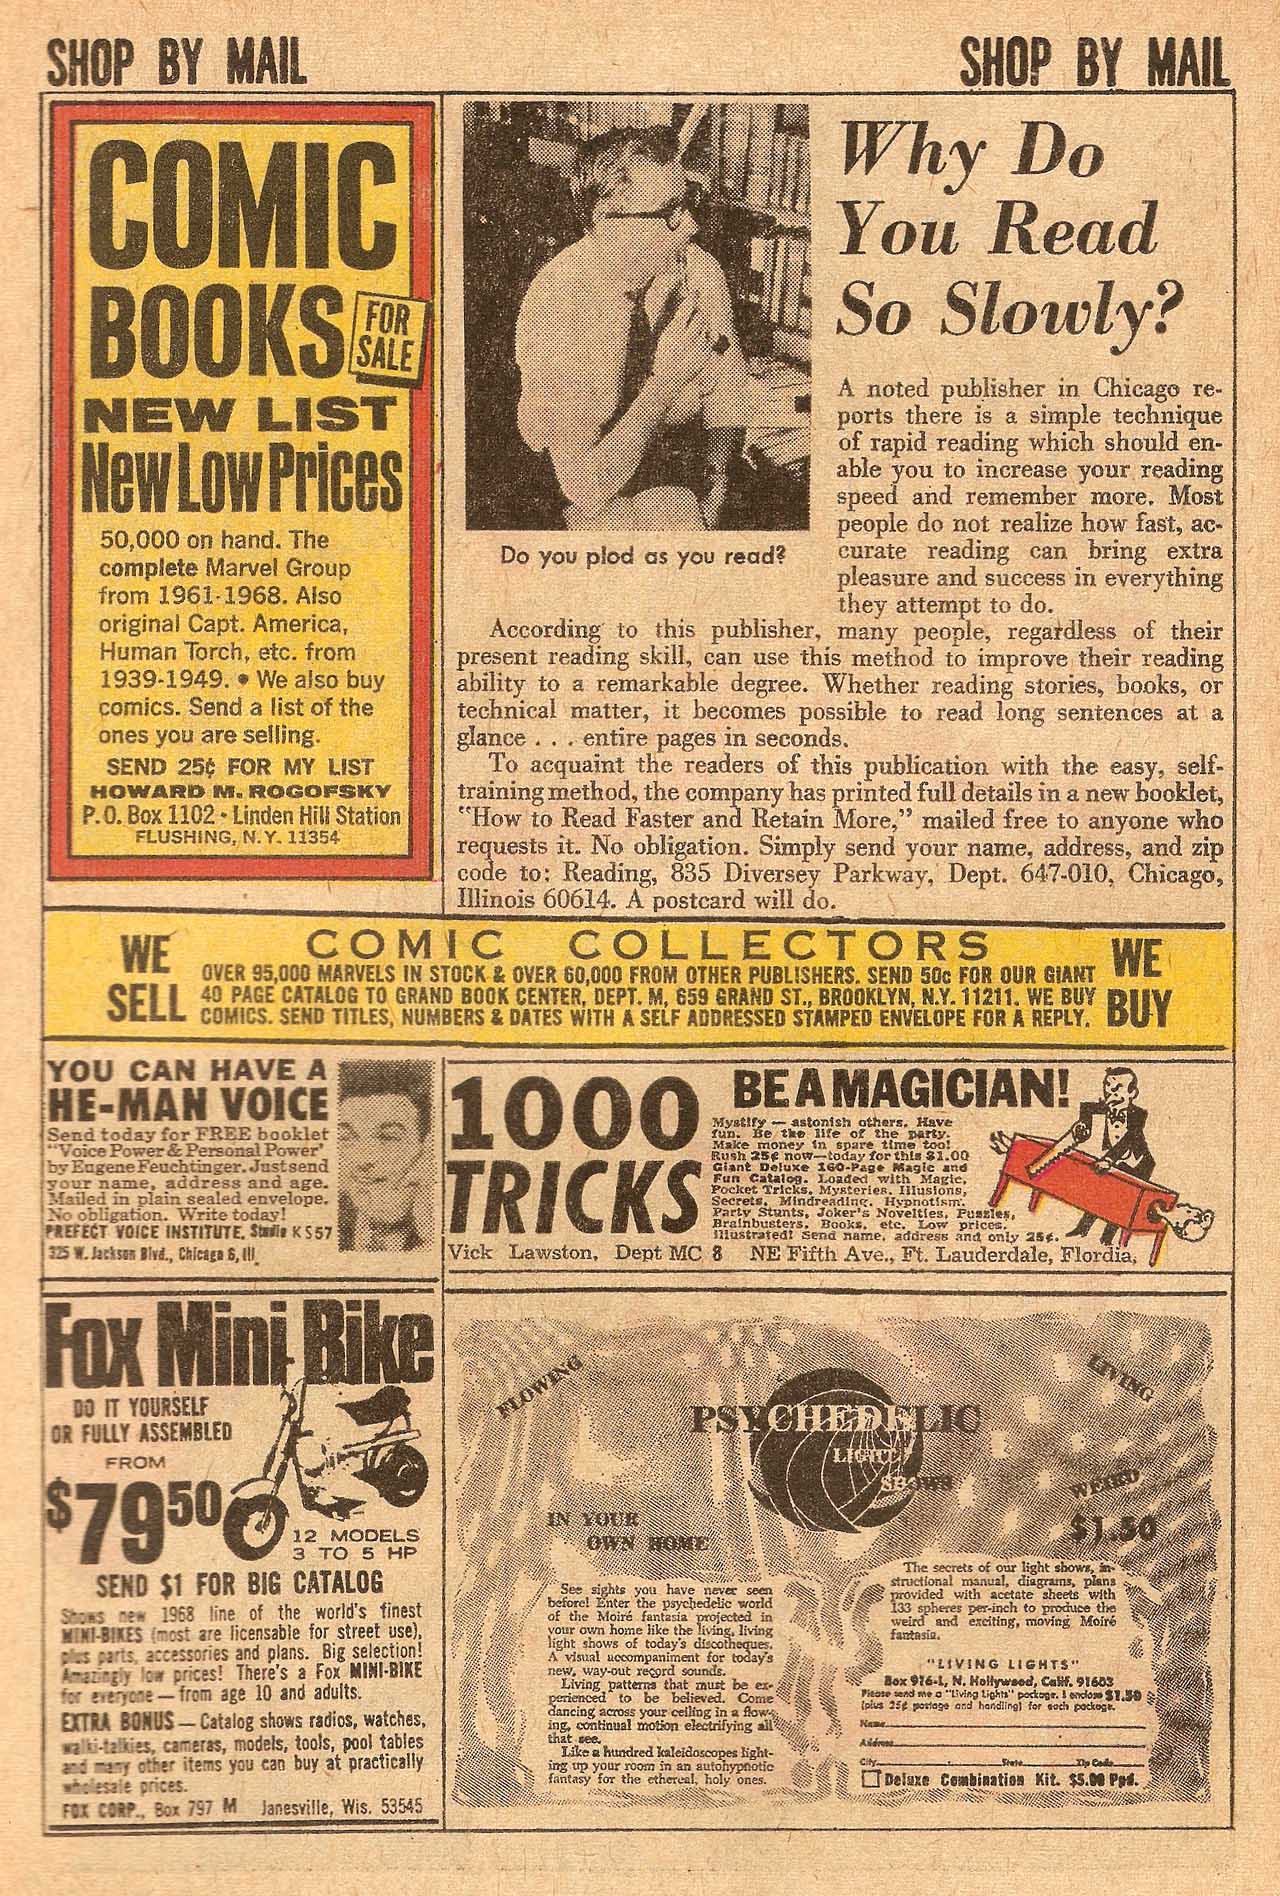 SHOP BY MAIL
SHOP BY MAIL
COMIC
BOOKS
FOR
SALE
NEW LIST
New Low Prices
50,000 on hand. The
complete Marvel Group
from 1961-1968. Also
original Capt. America,
Human Torch, etc. from
1939-1949. • We also buy
comics. Send a list of the
ones you are selling.
SEND 25¢ FOR MY LIST
HOWARD M. ROGOFSKY
P.O. Box 1102 • Linden Hill Station
FLUSHING, N.Y. 11354
Do you plod as you read?
Why Do
You Read
So Slowly?
A noted publisher in Chicago re-
ports there is a simple technique
of rapid reading which should en-
able you to increase your reading
speed and remember more. Most
people do not realize how fast, ac-
curate reading can bring extra
pleasure and success in everything
they attempt to do.
According to this publisher, many people, regardless of their
present reading skill, can use this method to improve their reading
ability to a remarkable degree. Whether reading stories, books, or
technical matter, it becomes possible to read long sentences at a
glance . . . entire pages in seconds.
To acquaint the readers of this publication with the easy, self-
training method, the company has printed full details in a new booklet,
"How to Read Faster and Retain More," mailed free to anyone who
requests it. No obligation. Simply send your name, address, and zip
code to: Reading, 835 Diversey Parkway, Dept. 647-010, Chicago,
Illinois 60614. A postcard will do.
WE
SELL
COMIC COLLECTORS
OVER 95,000 MARVELS IN STOCK & OVER 60,000 FROM OTHER PUBLISHERS. SEND 50c FOR OUR GIANT
40 PAGE CATALOG TO GRAND BOOK CENTER, DEPT. M, 659 GRAND ST., BROOKLYN, N.Y. 11211. WE BUY
COMICS. SEND TITLES, NUMBERS & DATES WITH A SELF ADDRESSED STAMPED ENVELOPE FOR A REPLY.
WE
BUY
YOU CAN HAVE A
HE-MAN VOICE
Send today for FREE booklet
"Voice Power & Personal Power"
by Eugene Feuchtinger. Just send
your name, address and age.
Mailed in plain sealed envelope.
No obligation. Write today!
PREFECT VOICE INSTITUTE, Studio KS57
325 W. Jackson Blvd., Chicago 6, Ill.
1000
TRICKS
BE A MAGICIAN!
Mystify — astonish others. Have
fun. Be the life of the party.
Make money in spare time too!
Rush 25¢ now—today for this $1.00
Giant Deluxe 160-Page Magic and
Fun Catalog. Loaded with Magic,
Pocket Tricks, Mysteries, Illusions,
Secrets, Mindreading, Hypnotism,
Party Stunts, Joker's Novelties, Puzzles,
Brainbusters, Books, etc. Low prices.
Illustrated! Send name, address and only 25¢.
Vick Lawston, Dept MC 8 NE Fifth Ave., Ft. Lauderdale, Flordia,
Fox Mini Bike
DO IT YOURSELF
OR FULLY ASSEMBLED
FROM
$79.50
12 MODELS
3 TO 5 HP
SEND $1 FOR BIG CATALOG
Shows new 1968 line of the world's finest
MINI-BIKES (most are licensable for street use),
plus parts, accessories and plans. Big selection!
Amazingly low prices! There's a Fox MINI-BIKE
for everyone — from age 10 and adults.
EXTRA BONUS — Catalog shows radios, watches,
walki-talkies, cameras, models, tools, pool tables
and many other items you can buy at practically
wholesale prices.
FOX CORP., Box 797 M Janesville, Wis. 53545
FLOWING
LIVING
PSYCHEDELIC
LIGHT
SHOWS
WEIRD
IN YOUR
OWN HOME
$1.50
See sights you have never seen
before! Enter the psychedelic world
of the Moiré fantasia projected in
your own home like the living, living
light shows of today's discotheques.
A visual accompaniment for today's
new, way-out record sounds.
Living patterns that must be ex-
perienced to be believed. Come
dancing across your ceiling in a flow-
ing, continual motion electrifying all
that see.
Like a hundred kaleidoscopes light-
ing up your room in an autohypnotic
fantasy for the ethereal, holy ones.
The secrets of our light shows, in-
structional manual, diagrams, plans
provided with acetate sheets with
133 spheres per-inch to produce the
weird and exciting, moving Moiré
fantasia.
"LIVING LIGHTS"
Box 916-1, N. Hollywood, Calif. 91603
Please send me a "Living Lights" package. I enclose $1.50
(plus 25¢ postage and handling) for each package.
Name
Address
City State Zip Code
Deluxe Combination Kit. $5.00 Ppd.